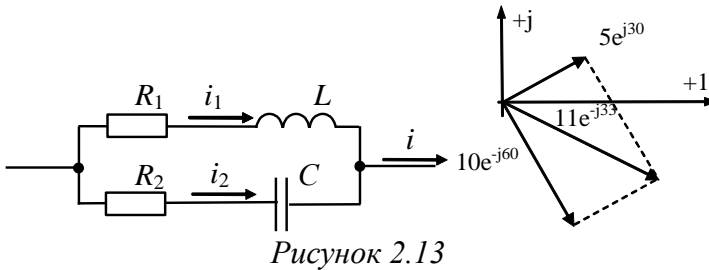 +j
5e^j30
+1
R₁ i₁ L
11e^-j33
i
10e^-j60
R₂ i₂ C
Рисунок 2.13